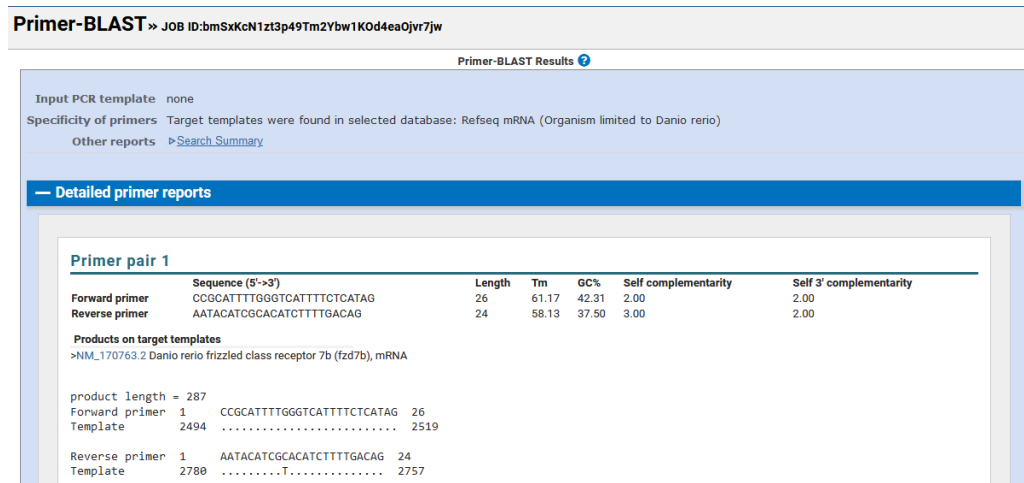 Primer-BLAST» JOB ID:bmSxKcN1zt3p49Tm2Ybw1KOd4eaOjvr7jw
Primer-BLAST Results ?
Input PCR template none
Specificity of primers Target templates were found in selected database: Refseq mRNA (Organism limited to Danio rerio)
Other reports Search Summary
Detailed primer reports
Primer pair 1
Sequence (5'->3') Length Tm GC% Self complementarity Self 3' complementarity
Forward primer CCGCATTTTGGGTCATTTTCTCATAG 26 61.17 42.31 2.00 2.00
Reverse primer AATACATCGCACATCTTTTGACAG 24 58.13 37.50 3.00 2.00
Products on target templates
>NM_170763.2 Danio rerio frizzled class receptor 7b (fzd7b), mRNA
product length = 287
Forward primer 1 CCGCATTTTGGGTCATTTTCTCATAG 26
Template 2494 .......................... 2519
Reverse primer 1 AATACATCGCACATCTTTTGACAG 24
Template 2780 .........T.............. 2757